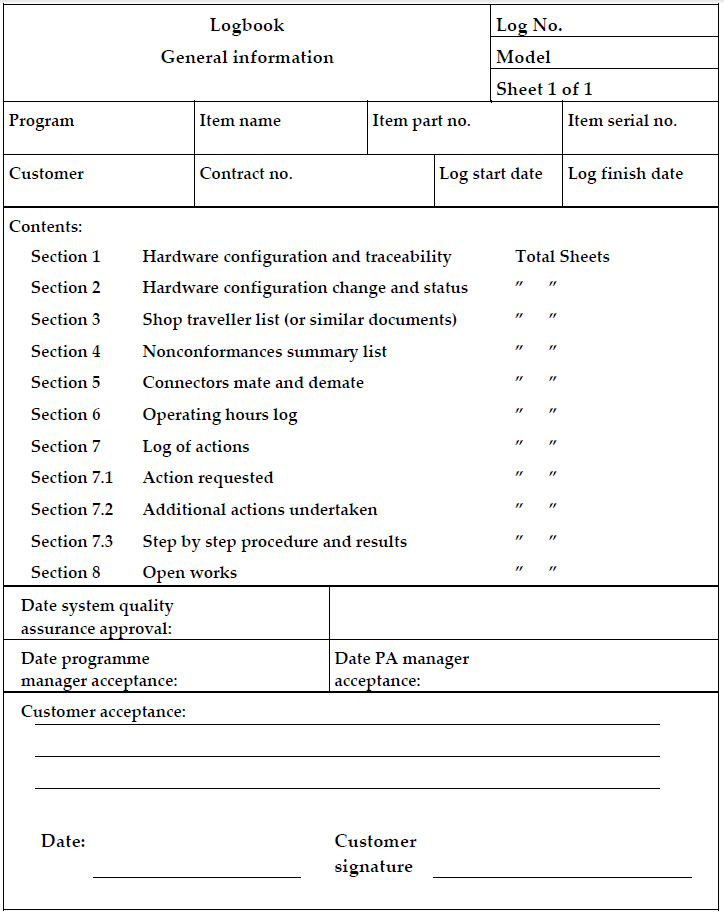 Logbook
General information
Log No.
Model
Sheet 1 of 1
Program
Item name
Item part no.
Item serial no.
Customer
Contract no.
Log start date
Log finish date
Contents:
Section 1 Hardware configuration and traceability Total Sheets
Section 2 Hardware configuration change and status ″ ″
Section 3 Shop traveller list (or similar documents) ″ ″
Section 4 Nonconformances summary list ″ ″
Section 5 Connectors mate and demate ″ ″
Section 6 Operating hours log ″ ″
Section 7 Log of actions ″ ″
Section 7.1 Action requested ″ ″
Section 7.2 Additional actions undertaken ″ ″
Section 7.3 Step by step procedure and results ″ ″
Section 8 Open works ″ ″
Date system quality
assurance approval:
Date programme
manager acceptance:
Date PA manager
acceptance:
Customer acceptance:
Date:
Customer
signature